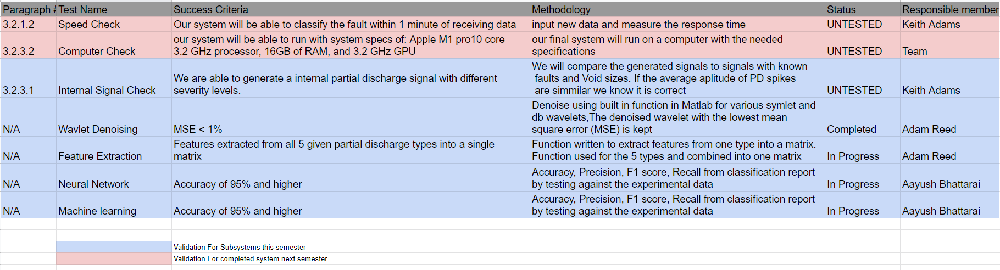 Paragraph # Test Name Success Criteria Methodology Status Responsible member
3.2.1.2 Speed Check Our system will be able to classify the fault within 1 minute of receiving data input new data and measure the response time UNTESTED Keith Adams
our system will be able to run with system specs of: Apple M1 pro10 core our final system will run on a computer with the needed
3.2.3.2 Computer Check 3.2 GHz processor, 16GB of RAM, and 3.2 GHz GPU specifications UNTESTED Team
We will compare the generated signals to signals with known
We are able to generate a internal partial discharge signal with different faults and Void sizes. If the average aplitude of PD spikes
3.2.3.1 Internal Signal Check severity levels. are simmilar we know it is correct UNTESTED Keith Adams
Denoise using built in function in Matlab for various symlet and
db wavelets,The denoised wavelet with the lowest mean
N/A Wavlet Denoising MSE < 1% square error (MSE) is kept Completed Adam Reed
Features extracted from all 5 given partial discharge types into a single Function written to extract features from one type into a matrix.
N/A Feature Extraction matrix Function used for the 5 types and combined into one matrix In Progress Adam Reed
Accuracy, Precision, F1 score, Recall from classification report
N/A Neural Network Accuracy of 95% and higher by testing against the experimental data In Progress Aayush Bhattarai
Accuracy, Precision, F1 score, Recall from classification report
N/A Machine learning Accuracy of 95% and higher by testing against the experimental data In Progress Aayush Bhattarai
Validation For Subsystems this semester
Validation For completed system next semester